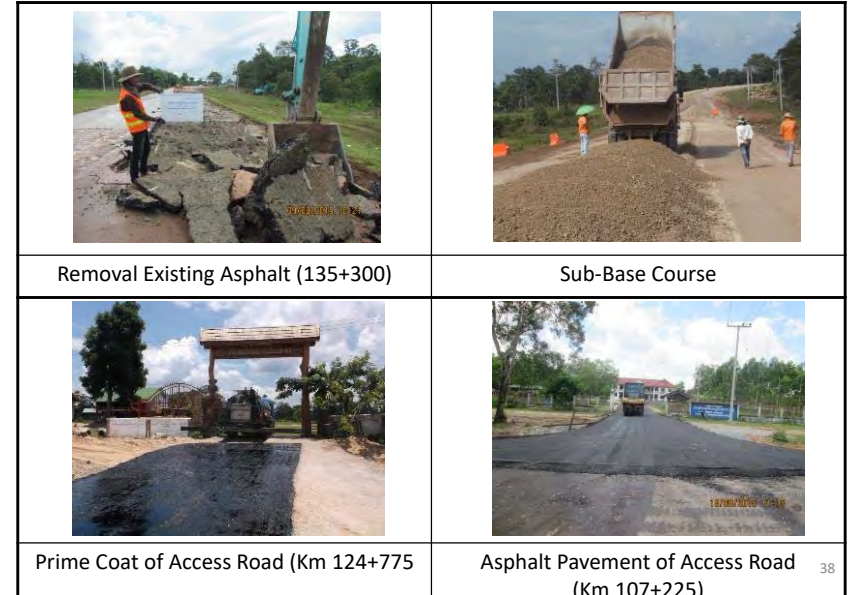 Removal Existing Asphalt (135+300)
Sub-Base Course
Prime Coat of Access Road (Km 124+775
Asphalt Pavement of Access Road
(Km 107+225)
38